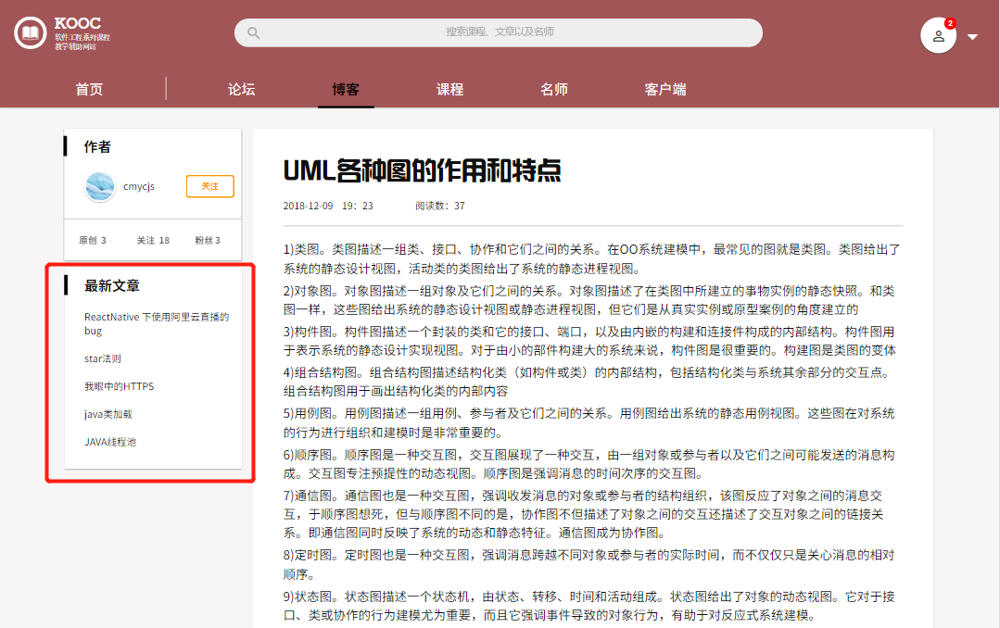 KOOC
软件工程系列课程
教学辅助网站
搜索课程、文章以及名师
2
首页
论坛
博客
课程
名师
客户端
作者
cmycjs
关注
原创 3
关注 18
粉丝 3
最新文章
ReactNative 下使用阿里云直播的
bug
star法则
我眼中的HTTPS
java类加载
JAVA线程池
UML各种图的作用和特点
2018-12-09 19：23 阅读数：37
1)类图。类图描述一组类、接口、协作和它们之间的关系。在OO系统建模中，最常见的图就是类图。类图给出了
系统的静态设计视图，活动类的类图给出了系统的静态进程视图。
2)对象图。对象图描述一组对象及它们之间的关系。对象图描述了在类图中所建立的事物实例的静态快照。和类
图一样，这些图给出系统的静态设计视图或静态进程视图，但它们是从真实实例或原型案例的角度建立的
3)构件图。构件图描述一个封装的类和它的接口、端口，以及由内嵌的构建和连接件构成的内部结构。构件图用
于表示系统的静态设计实现视图。对于由小的部件构建大的系统来说，构件图是很重要的。构建图是类图的变体
4)组合结构图。组合结构图描述结构化类（如构件或类）的内部结构，包括结构化类与系统其余部分的交互点。
组合结构图用于画出结构化类的内部内容
5)用例图。用例图描述一组用例、参与者及它们之间的关系。用例图给出系统的静态用例视图。这些图在对系统
的行为进行组织和建模时是非常重要的。
6)顺序图。顺序图是一种交互图，交互图展现了一种交互，由一组对象或参与者以及它们之间可能发送的消息构
成。交互图专注预提性的动态视图。顺序图是强调消息的时间次序的交互图。
7)通信图。通信图也是一种交互图，强调收发消息的对象或参与者的结构组织，该图反应了对象之间的消息交
互，于顺序图想死，但与顺序图不同的是，协作图不但描述了对象之间的交互还描述了交互对象之间的链接关
系。即通信图同时反映了系统的动态和静态特征。通信图成为协作图。
8)定时图。定时图也是一种交互图，强调消息跨越不同对象或参与者的实际时间，而不仅仅只是关心消息的相对
顺序。
9)状态图。状态图描述一个状态机，由状态、转移、时间和活动组成。状态图给出了对象的动态视图。它对于接
口、类或协作的行为建模尤为重要，而且它强调事件导致的对象行为，有助于对反应式系统建模。